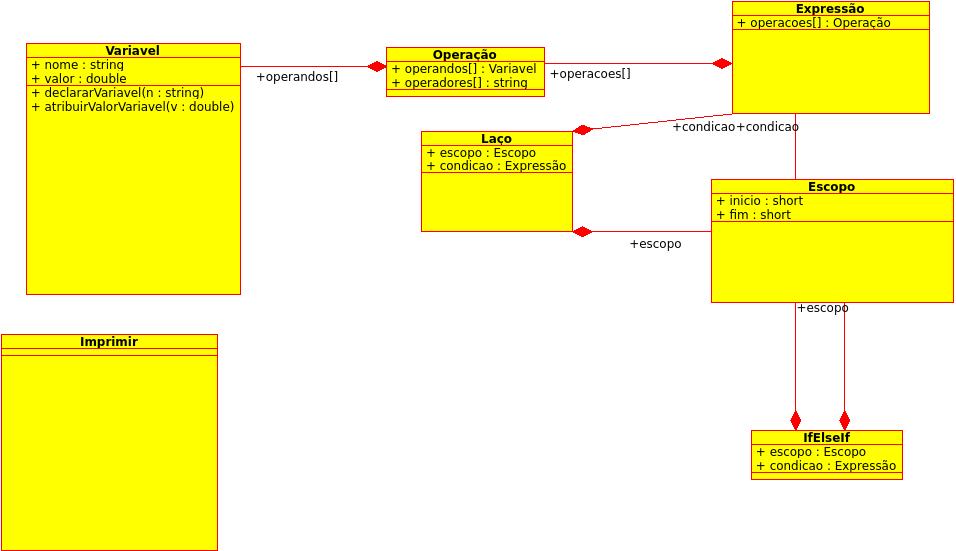 Expressão
+ operacoes[] : Operação
Variavel
+ nome : string
+ valor : double
+ declararVariavel(n : string)
+ atribuirValorVariavel(v : double)
+operandos[]
Operação
+ operandos[] : Variavel
+ operadores[] : string
+operacoes[]
+condicao+condicao
Laço
+ escopo : Escopo
+ condicao : Expressão
+escopo
Escopo
+ inicio : short
+ fim : short
+escopo
Imprimir
IfElseIf
+ escopo : Escopo
+ condicao : Expressão